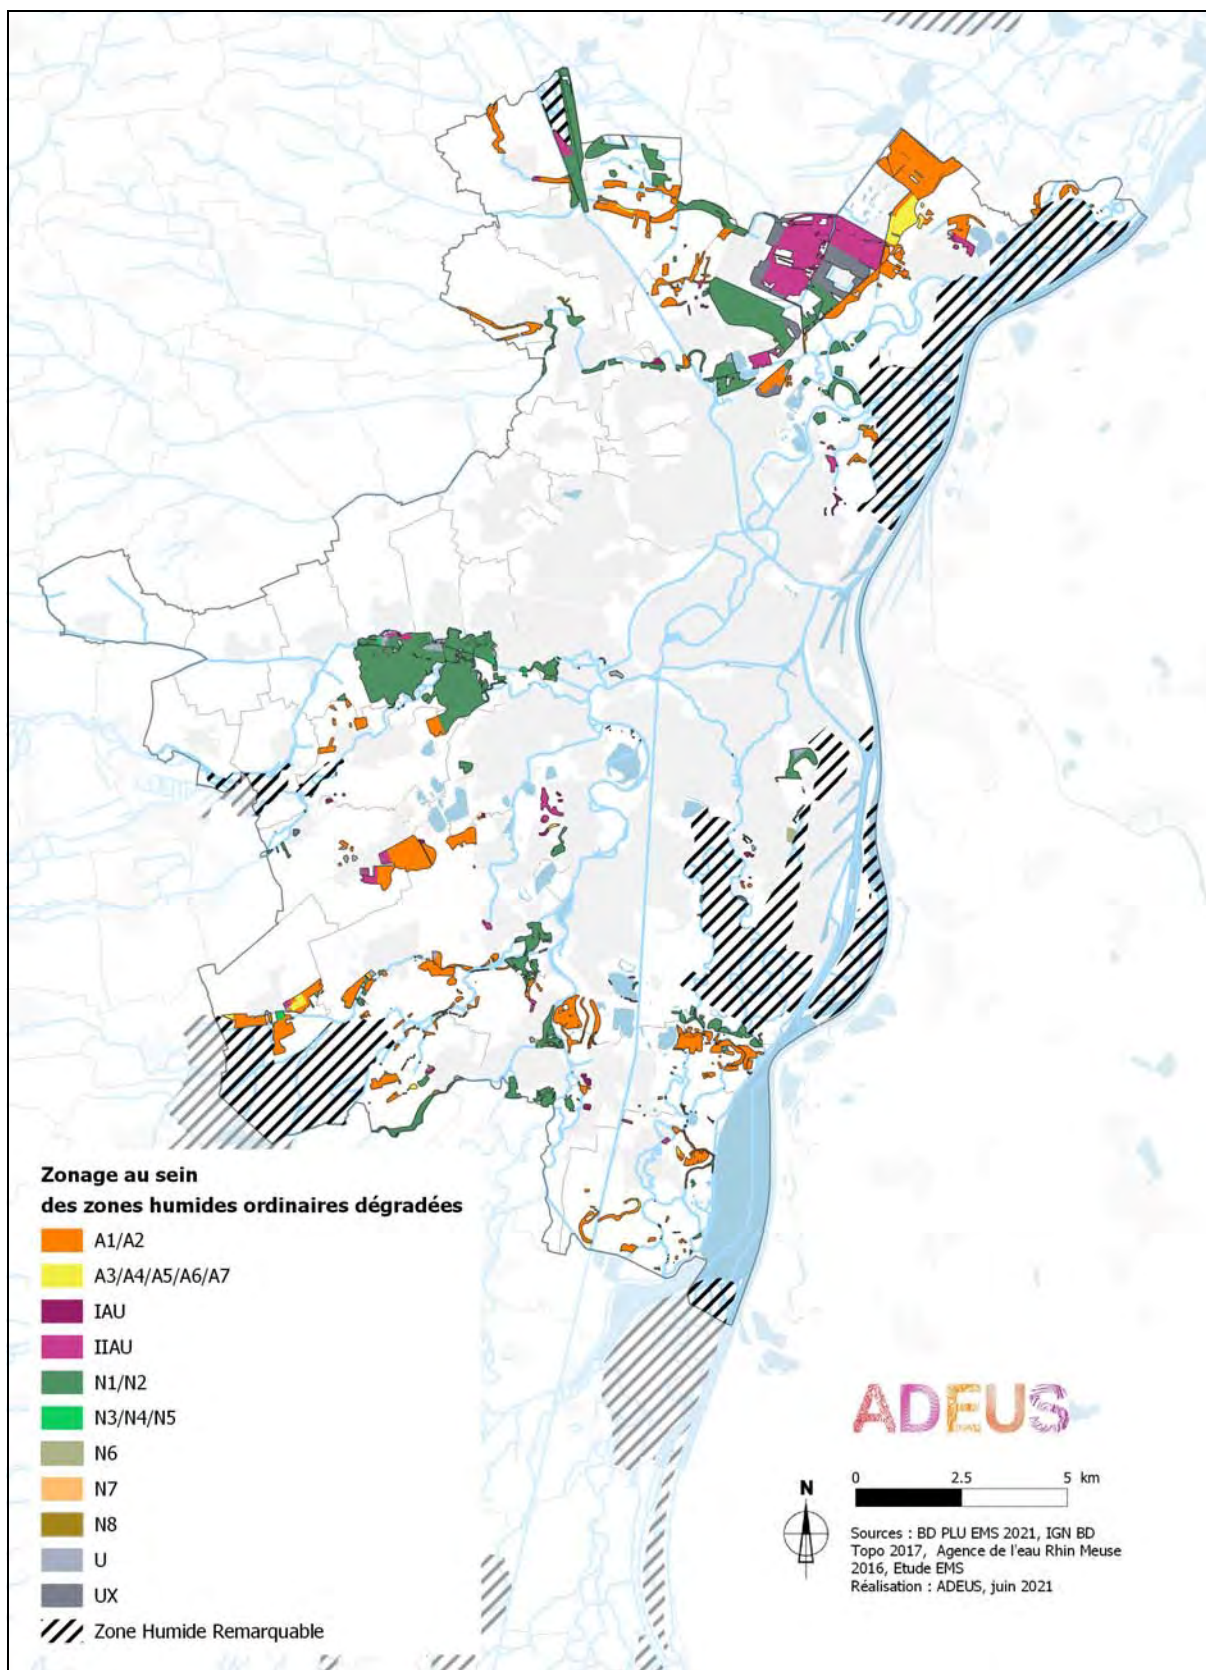 Zonage au sein
des zones humides ordinaires dégradées
A1/A2
A3/A4/A5/A6/A7
IAU
IIAU
N1/N2
N3/N4/N5
N6
N7
N8
U
UX
Zone Humide Remarquable
ADEUS
N
0 2.5 5 km
Sources : BD PLU EMS 2021, IGN BD
Topo 2017, Agence de l'eau Rhin Meuse
2016, Etude EMS
Réalisation : ADEUS, juin 2021